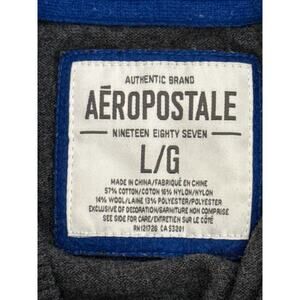 AUTHENTIC BRAND
AÉROPOSTALE
NINETEEN EIGHTY SEVEN
L/G
MADE IN CHINA/FABRIQUÉ EN CHINE
57% COTTON/COTON 16% NYLON/NYLON
14% WOOL/LAINE 13% POLYESTER/POLYESTER
EXCLUSIVE OF DECORATION/GARNITURE NON COMPRISE
SEE SIDE FOR CARE/ENTRETIEN SUR LE CÔTÉ
RN121726 CA53201